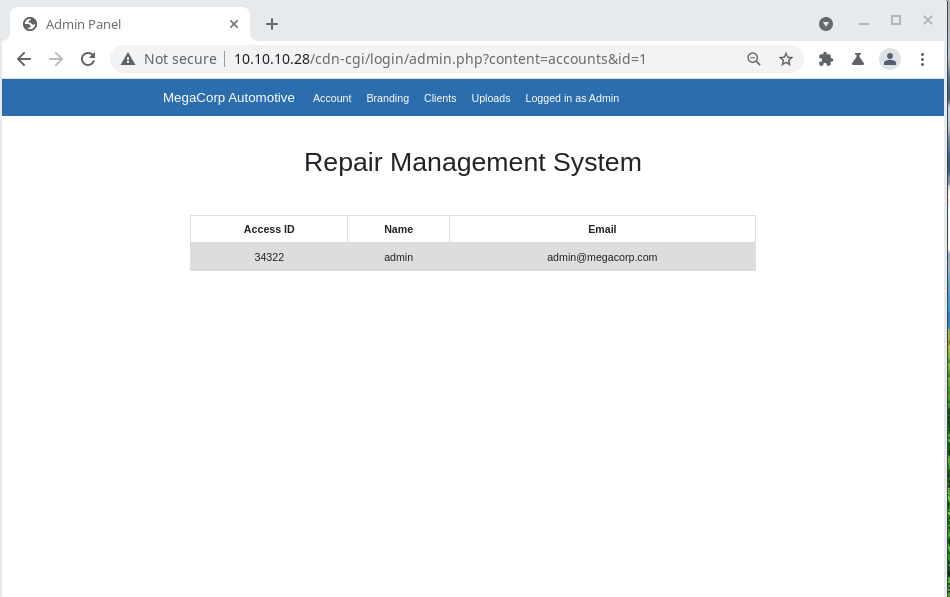 Admin Panel
Not secure 10.10.10.28/cdn-cgi/login/admin.php?content=accounts&id=1
MegaCorp Automotive Account Branding Clients Uploads Logged in as Admin
Repair Management System
Access ID Name Email
34322 admin admin@megacorp.com